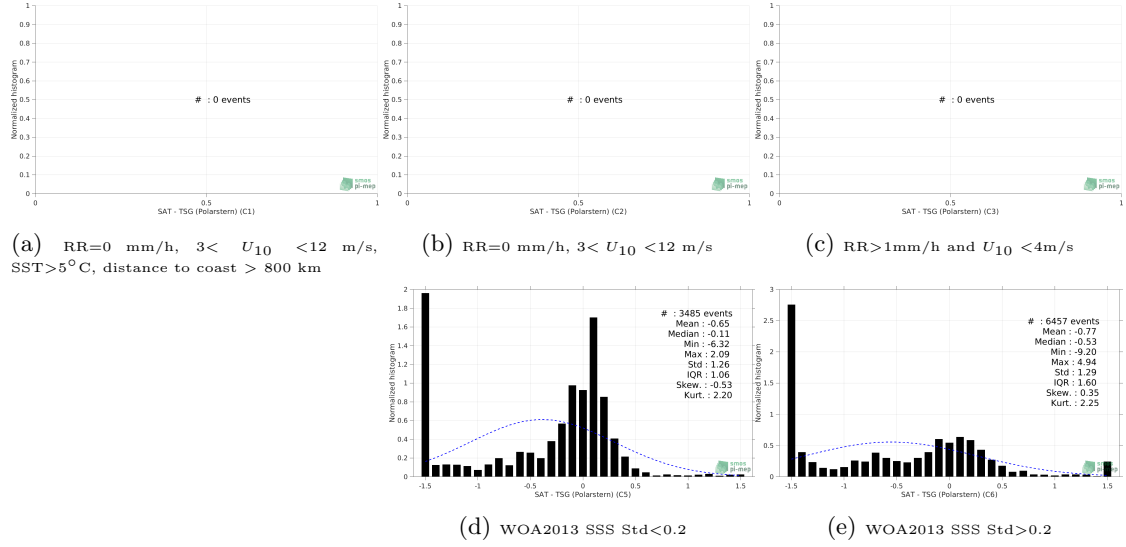 1
0.9
0.8
0.7
0.6
0.5
0.4
0.3
0.2
0.1
0
Normalized histogram
# : 0 events
smos
pi-mep
0 0.5 1
SAT - TSG (Polarstern) (C1)
1
0.9
0.8
0.7
0.6
0.5
0.4
0.3
0.2
0.1
0
Normalized histogram
# : 0 events
smos
pi-mep
0 0.5 1
SAT - TSG (Polarstern) (C2)
1
0.9
0.8
0.7
0.6
0.5
0.4
0.3
0.2
0.1
0
Normalized histogram
# : 0 events
smos
pi-mep
0 0.5 1
SAT - TSG (Polarstern) (C3)
(a) RR=0 mm/h, 3< U10 <12 m/s,
SST>5°C, distance to coast > 800 km
(b) RR=0 mm/h, 3< U10 <12 m/s
(c) RR>1mm/h and U10 <4m/s
2
1.8
1.6
1.4
1.2
1
0.8
0.6
0.4
0.2
0
Normalized histogram
# : 3485 events
Mean : -0.65
Median : -0.11
Min : -6.32
Max : 2.09
Std : 1.26
IQR : 1.06
Skew. : -0.53
Kurt. : 2.20
smos
pi-mep
-1.5 -1 -0.5 0 0.5 1 1.5
SAT - TSG (Polarstern) (C5)
3
2.5
2
1.5
1
0.5
0
Normalized histogram
# : 6457 events
Mean : -0.77
Median : -0.53
Min : -9.20
Max : 4.94
Std : 1.29
IQR : 1.60
Skew. : 0.35
Kurt. : 2.25
smos
pi-mep
-1.5 -1 -0.5 0 0.5 1 1.5
SAT - TSG (Polarstern) (C6)
(d) WOA2013 SSS Std<0.2
(e) WOA2013 SSS Std>0.2